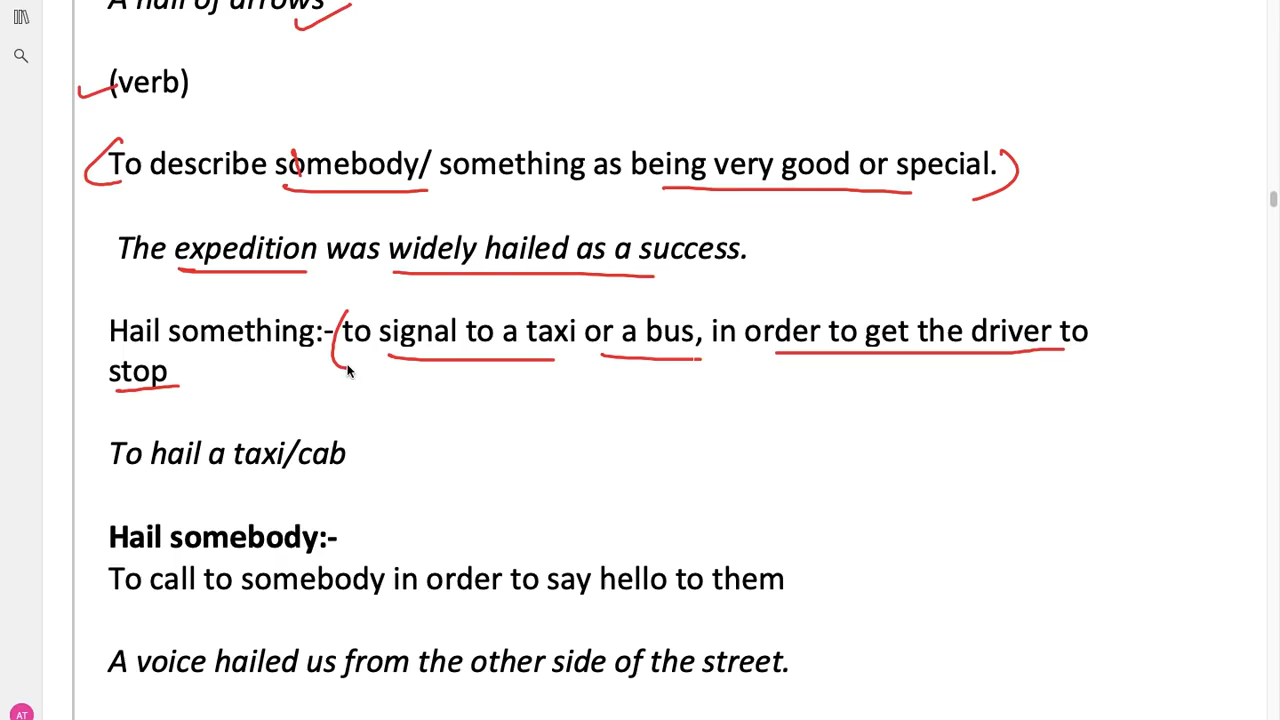 A hail of arrows
(verb)
To describe somebody/ something as being very good or special.
The expedition was widely hailed as a success.
Hail something:- to signal to a taxi or a bus, in order to get the driver to
stop
To hail a taxi/cab
Hail somebody:-
To call to somebody in order to say hello to them
A voice hailed us from the other side of the street.
AT